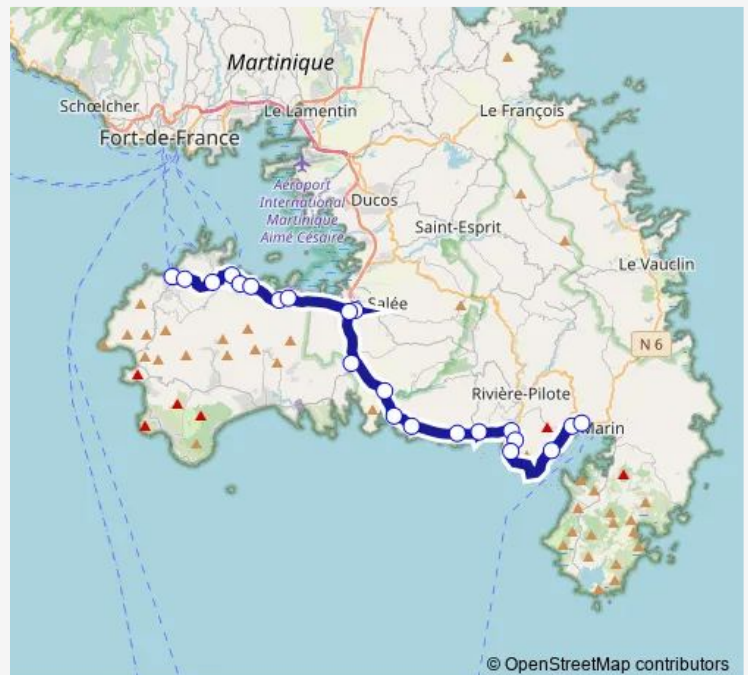 Martinique
Schœlcher
Le Lamentin
Le François
Fort-de-France
Aéroport
International
Martinique
Aimé Césaire
Ducos
Saint-Esprit
Le Vauclin
Salée
N 6
Rivière-Pilote
Marin
© OpenStreetMap contributors